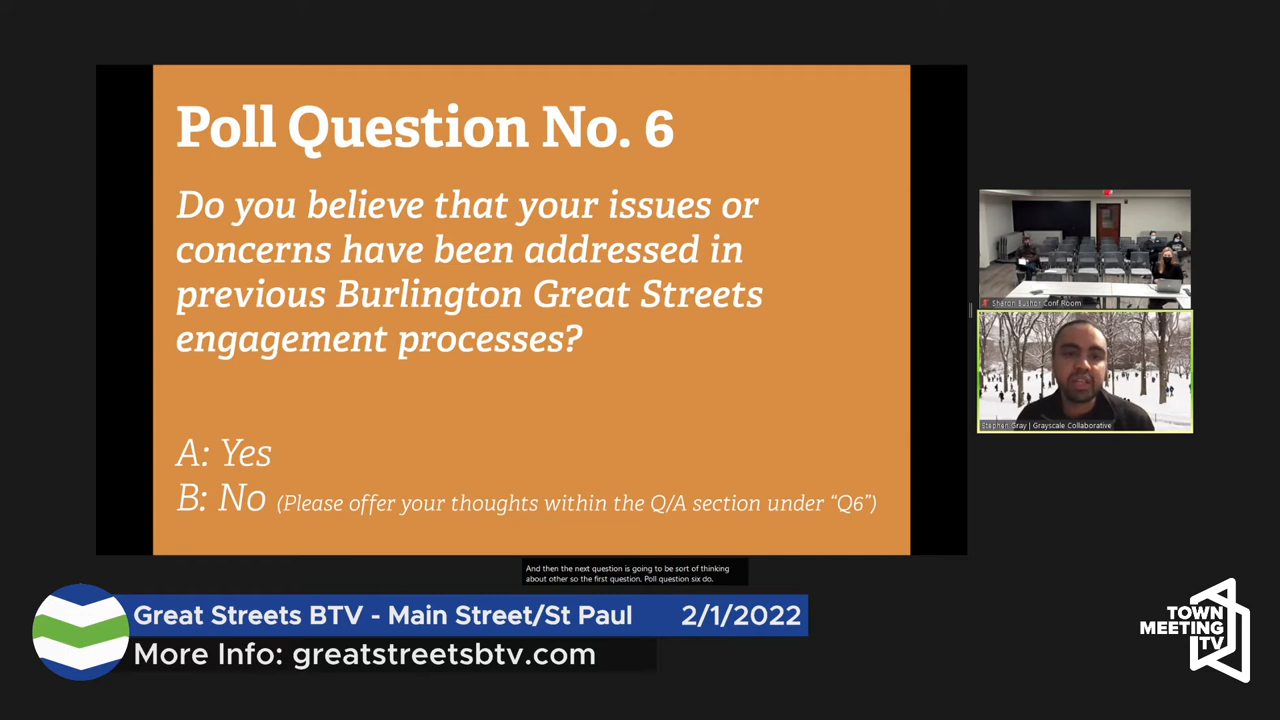 Poll Question No. 6
Do you believe that your issues or
concerns have been addressed in
previous Burlington Great Streets
engagement processes?
A: Yes
B: No (Please offer your thoughts within the Q/A section under “Q6”)
Sharon Bushor Conf Room
Stephen Gray | Grayscale Collaborative
And then the next question is going to be sort of thinking
about other so the first question, Poll question six do.
Great Streets BTV - Main Street/St Paul 2/1/2022
More Info: greatstreetsbtv.com
TOWN
MEETING
TV